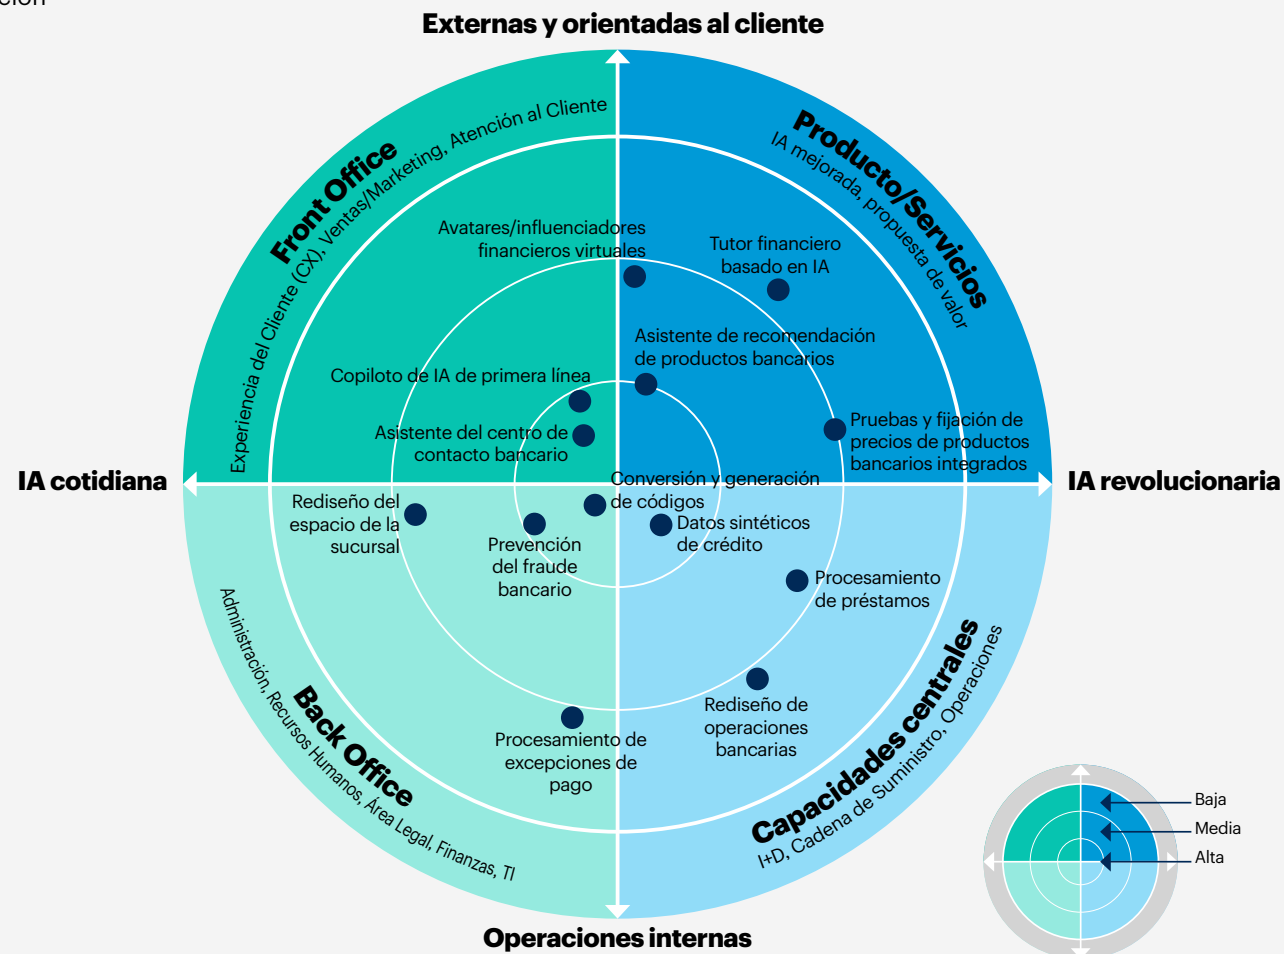 Externas y orientadas al cliente
Front Office
Experiencia del Cliente (CX), Ventas/Marketing, Atención al Cliente
Producto/Servicios
IA mejorada, propuesta de valor
Avatares/influenciadores
financieros virtuales
Tutor financiero
basado en IA
Asistente de recomendación
de productos bancarios
Copiloto de IA de primera línea
Asistente del centro de
contacto bancario
Pruebas y fijación de
precios de productos
bancarios integrados
IA cotidiana
IA revolucionaria
Conversión y generación
de códigos
Rediseño del
espacio de la
sucursal
Prevención
del fraude
bancario
Datos sintéticos
de crédito
Procesamiento
de préstamos
Rediseño de
operaciones
bancarias
Procesamiento de
excepciones de
pago
Back Office
Administración, Recursos Humanos, Área Legal, Finanzas, TI
Capacidades centrales
I+D, Cadena de Suministro, Operaciones
Operaciones internas
Baja
Media
Alta